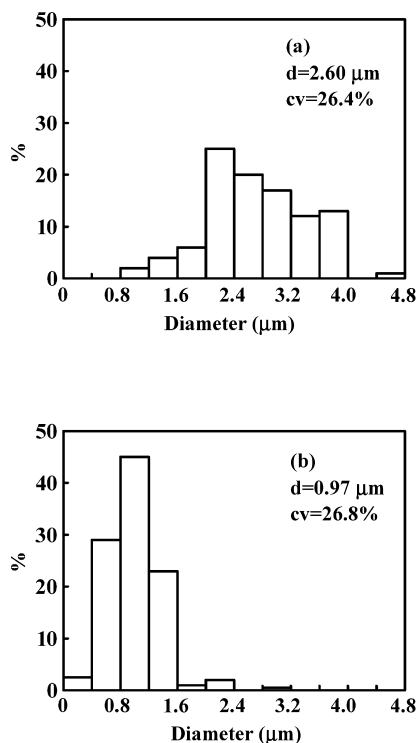 (a)
d=2.60 μm
cv=26.4%
50
40
30
20
10
0
%
0 0.8 1.6 2.4 3.2 4.0 4.8
Diameter (μm)
(b)
d=0.97 μm
cv=26.8%
50
40
30
20
10
0
%
0 0.8 1.6 2.4 3.2 4.0 4.8
Diameter (μm)